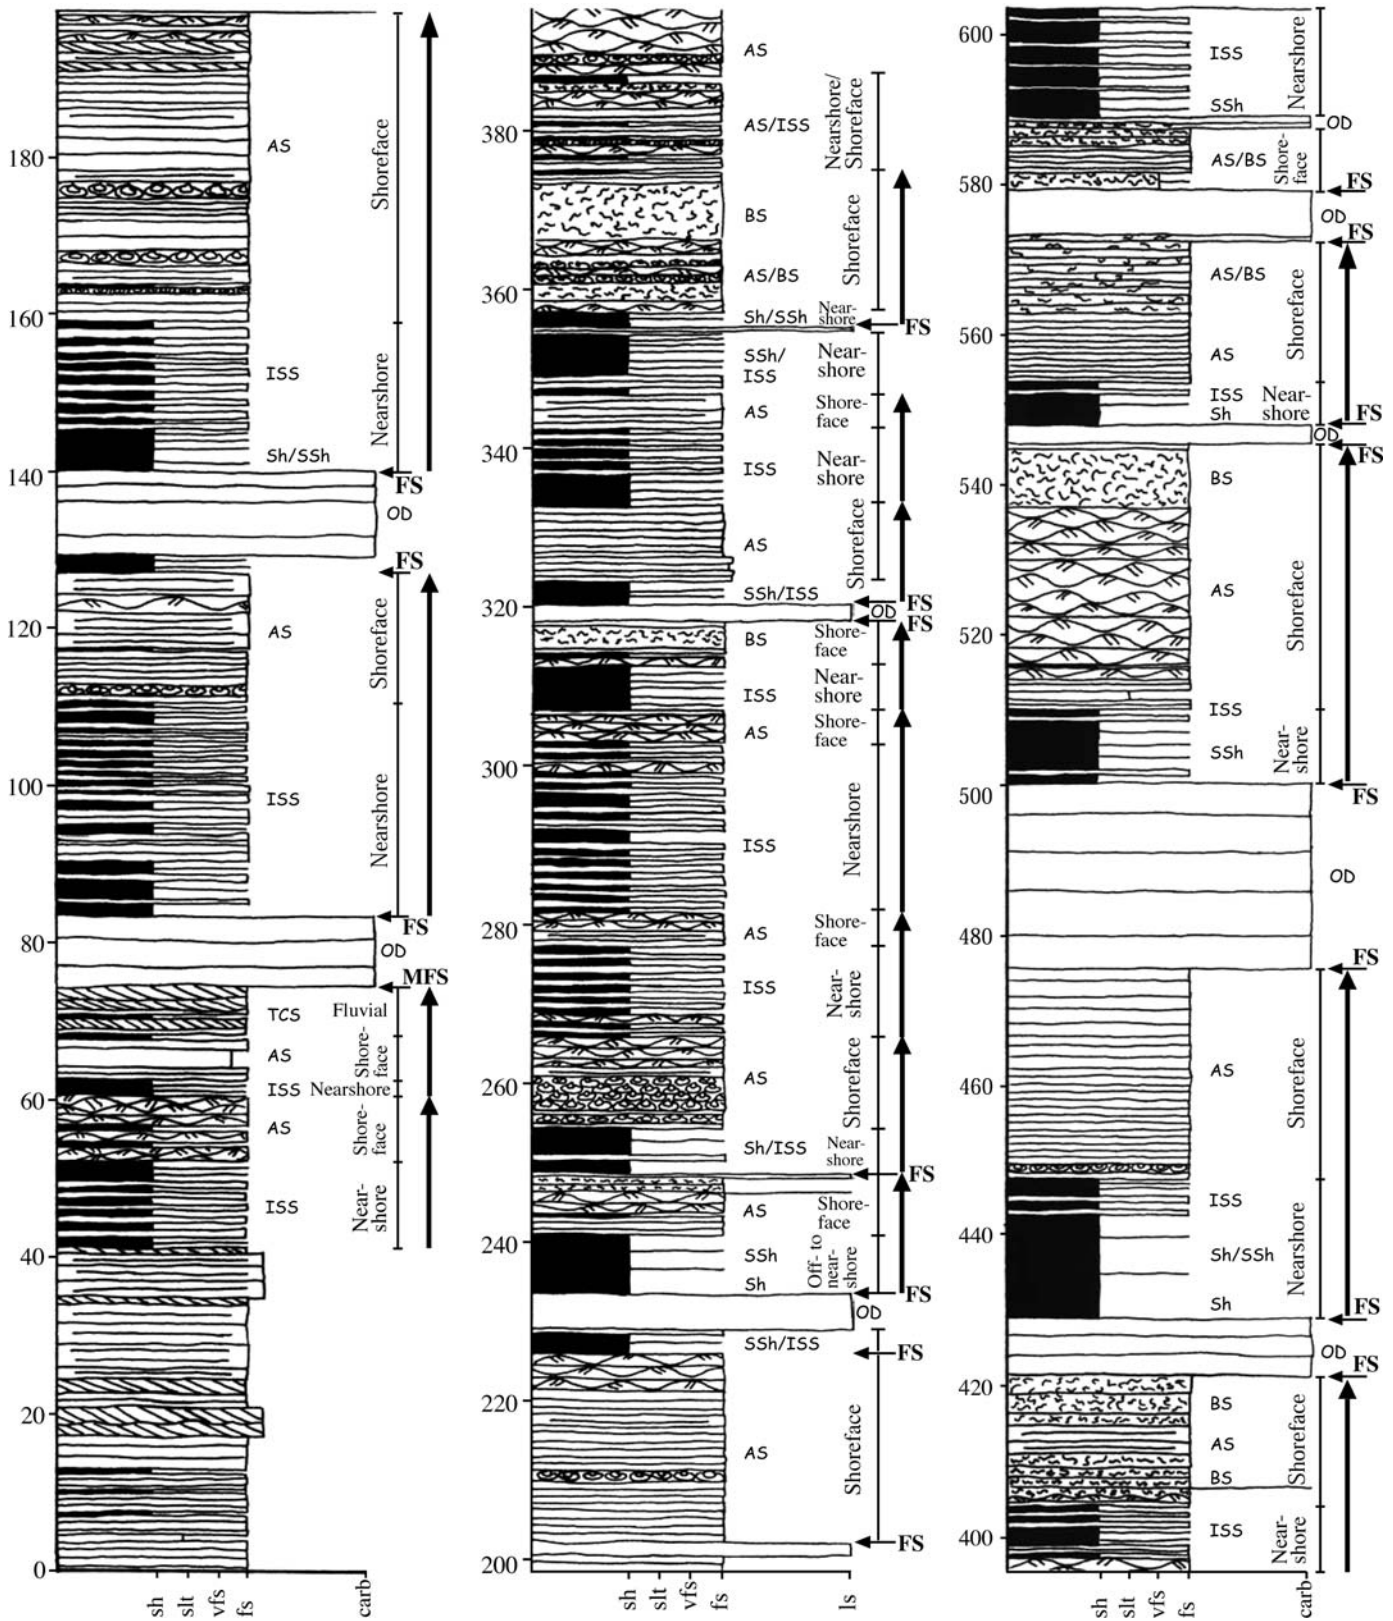 180
160
140
120
100
80
60
40
20
0
AS
ISS
Sh/SSh
OD
AS
ISS
OD
TCS
AS
ISS
AS
ISS
Shoreface
Nearshore
FS
FS
Shoreface
Nearshore
FS
MFS
Fluvial
Shore-
face
Nearshore
Shore-
face
Near-
shore
sh
slt
vfs
fs
carb
380
360
340
320
300
280
260
240
220
200
AS
AS/ISS
BS
AS/BS
Sh/SSh
SSh/
ISS
AS
ISS
AS
SSh/ISS
OD
BS
ISS
AS
ISS
AS
ISS
AS
Sh/ISS
AS
SSh
Sh
OD
SSh/ISS
AS
Nearshore/
Shoreface
Shoreface
Near-
shore
FS
Near-
shore
Shore-
face
Near-
shore
Shoreface
FS
FS
Shore-
face
Near-
shore
Shore-
face
Nearshore
Shore-
face
Near-
shore
Shoreface
Near-
shore
FS
Shore-
face
Off- to
near-
shore
FS
FS
Shoreface
FS
sh
slt
vfs
fs
ls
600
580
560
540
520
500
480
460
440
420
400
ISS
SSh
OD
AS/BS
OD
AS/BS
AS
ISS
Sh
OD
BS
AS
ISS
SSh
OD
AS
ISS
Sh/SSh
Sh
OD
BS
AS
BS
ISS
Nearshore
Shore-
face
FS
FS
Shoreface
Near-
shore
FS
FS
Shoreface
Near-
shore
FS
FS
Shoreface
Nearshore
FS
FS
Shoreface
Near-
shore
sh
slt
vfs
fs
carb